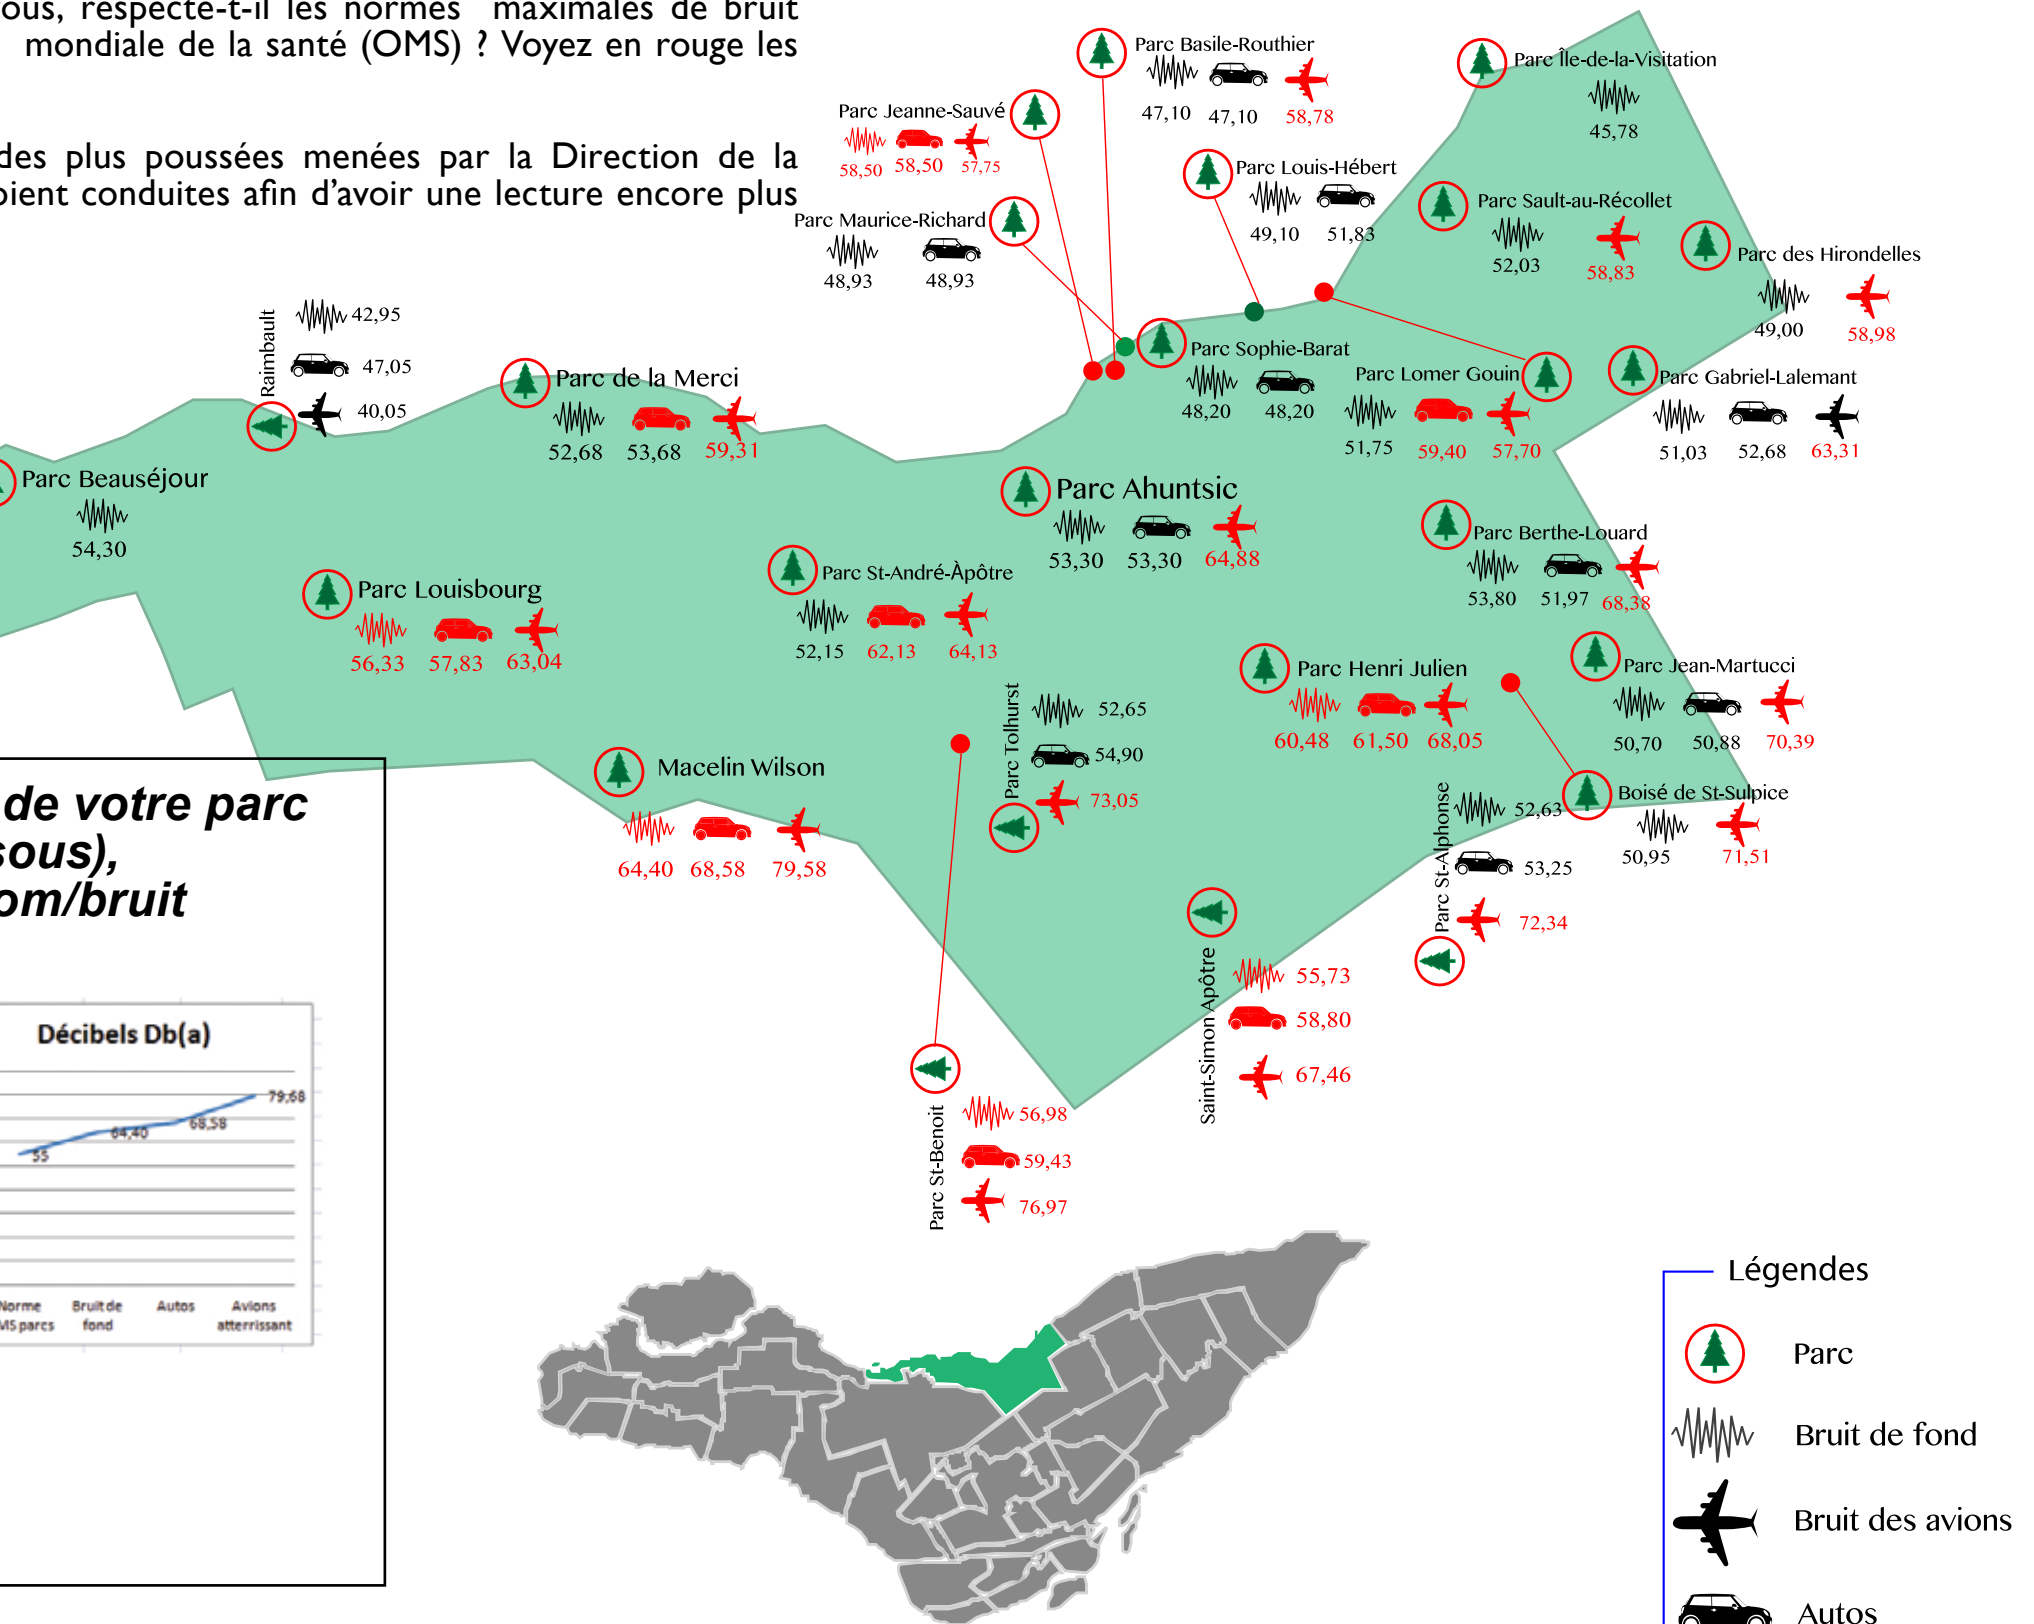 ous, respecte-t-il les normes maximales de bruit
mondiale de la santé (OMS) ? Voyez en rouge les
des plus poussées menées par la Direction de la
oient conduites afin d’avoir une lecture encore plus
Parc Basile-Routhier
47,10 47,10 58,78
Parc Île-de-la-Visitation
45,78
Parc Jeanne-Sauvé
58,50 58,50 57,75
Parc Louis-Hébert
49,10 51,83
Parc Sault-au-Récollet
52,03 58,83
Parc Maurice-Richard
48,93 48,93
Parc des Hirondelles
49,00 58,98
Raimbault
42,95
47,05
40,05
Parc de la Merci
52,68 53,68 59,31
Parc Sophie-Barat
48,20 48,20
Parc Lomer Gouin
51,75 59,40 57,70
Parc Gabriel-Lalemant
51,03 52,68 63,31
Parc Beauséjour
54,30
Parc Ahuntsic
53,30 53,30 64,88
Parc Berthe-Louard
53,80 51,97 68,38
Parc Louisbourg
56,33 57,83 63,04
Parc St-André-Àpôtre
52,15 62,13 64,13
Parc Henri Julien
60,48 61,50 68,05
Parc Jean-Martucci
50,70 50,88 70,39
Parc Tolhurst
52,65
54,90
73,05
Macelin Wilson
64,40 68,58 79,58
Parc St-Alphonse
52,63
53,25
72,34
Boisé de St-Sulpice
50,95 71,51
Saint-Simon Apôtre
55,73
58,80
67,46
Parc St-Benoit
56,98
59,43
76,97
de votre parc
sous),
om/bruit
Décibels Db(a)
79,68
68,58
64,40
55
Norme
MS parcs
Bruit de
fond
Autos
Avions
atterrissant
Légendes
Parc
Bruit de fond
Bruit des avions
Autos